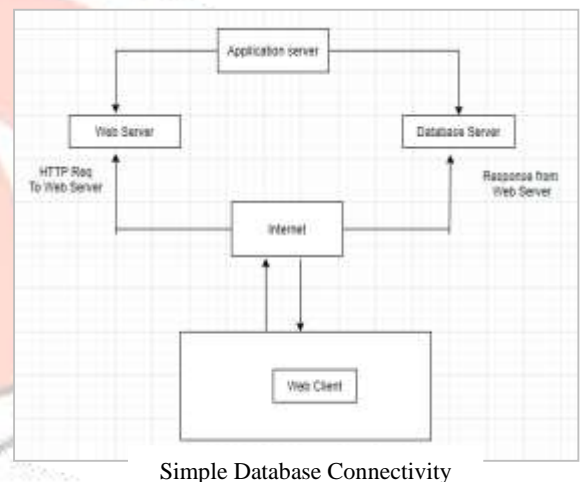 Application server
Web Server
Database Server
HTTP Req
To Web Server
Response from
Web Server
Internet
Web Client
Simple Database Connectivity